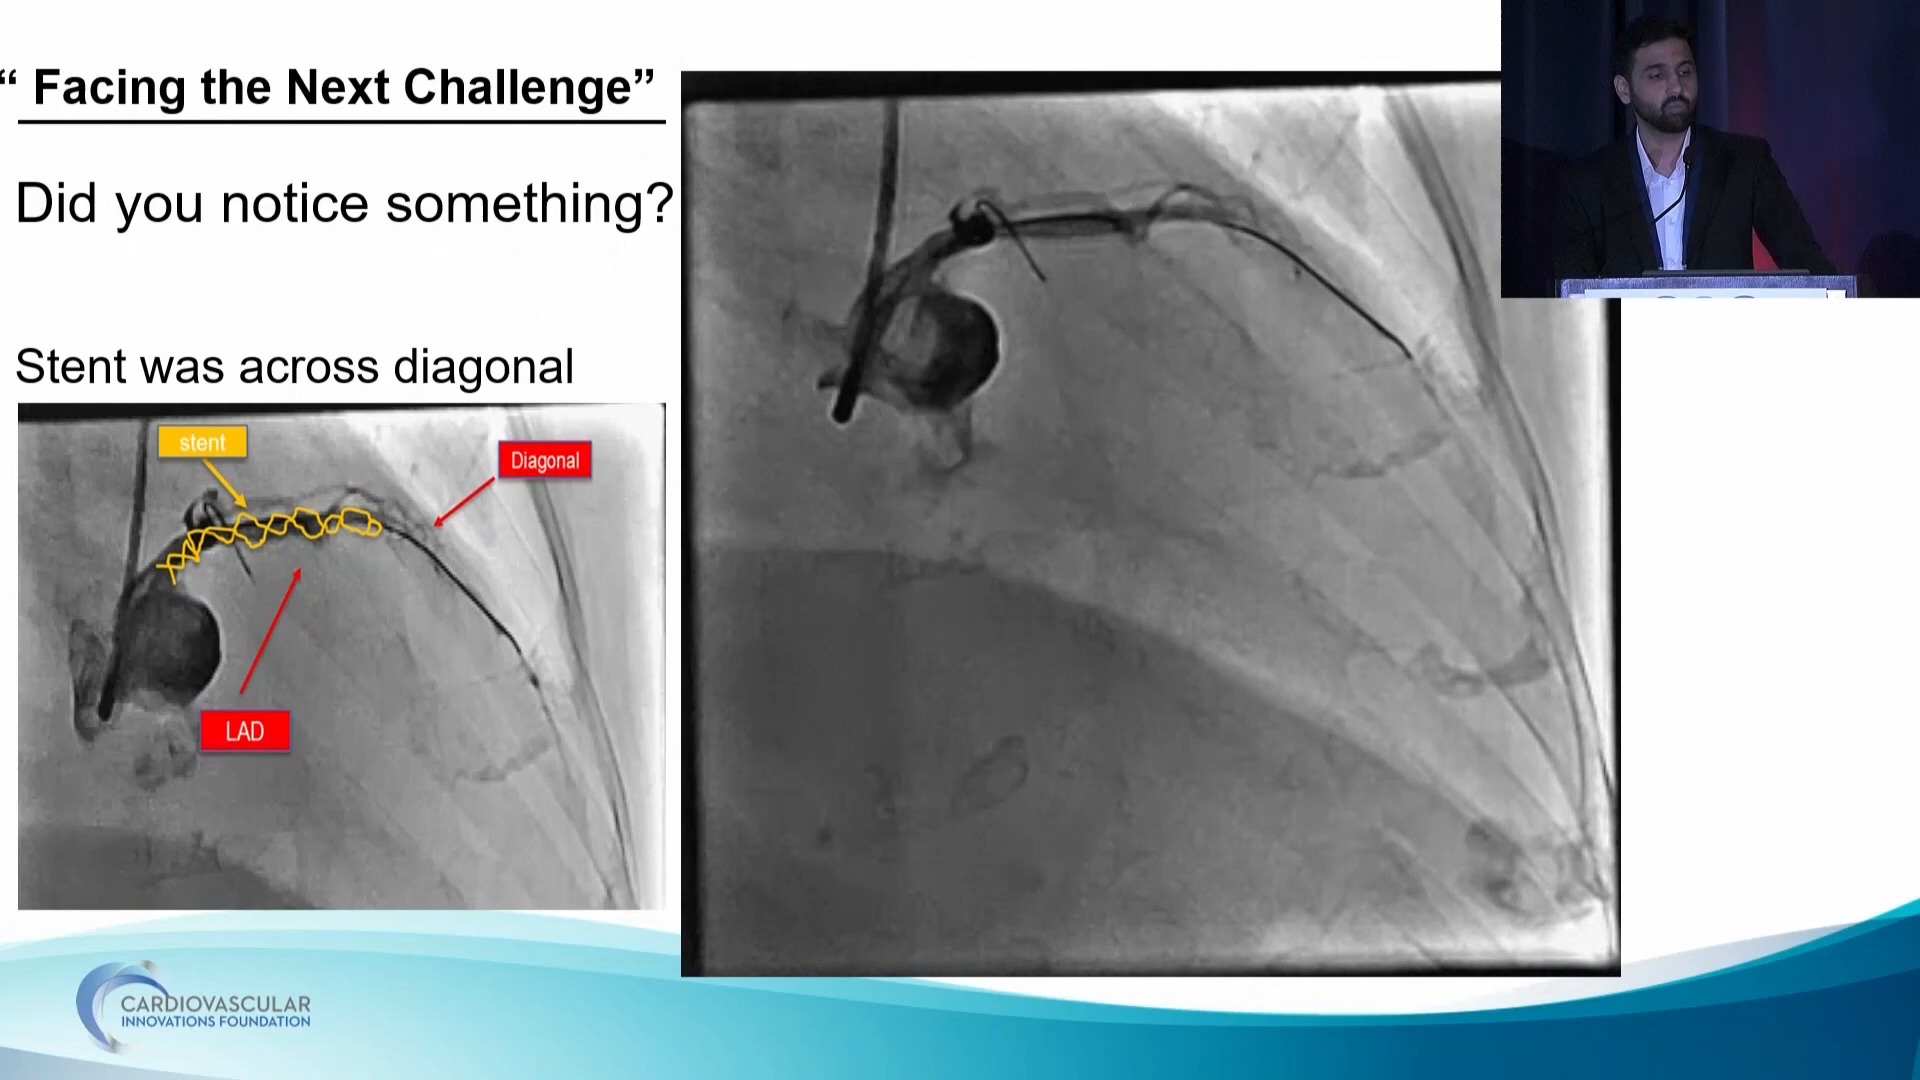 “ Facing the Next Challenge”
Did you notice something?
Stent was across diagonal
stent
Diagonal
LAD
CARDIOVASCULAR
INNOVATIONS FOUNDATION